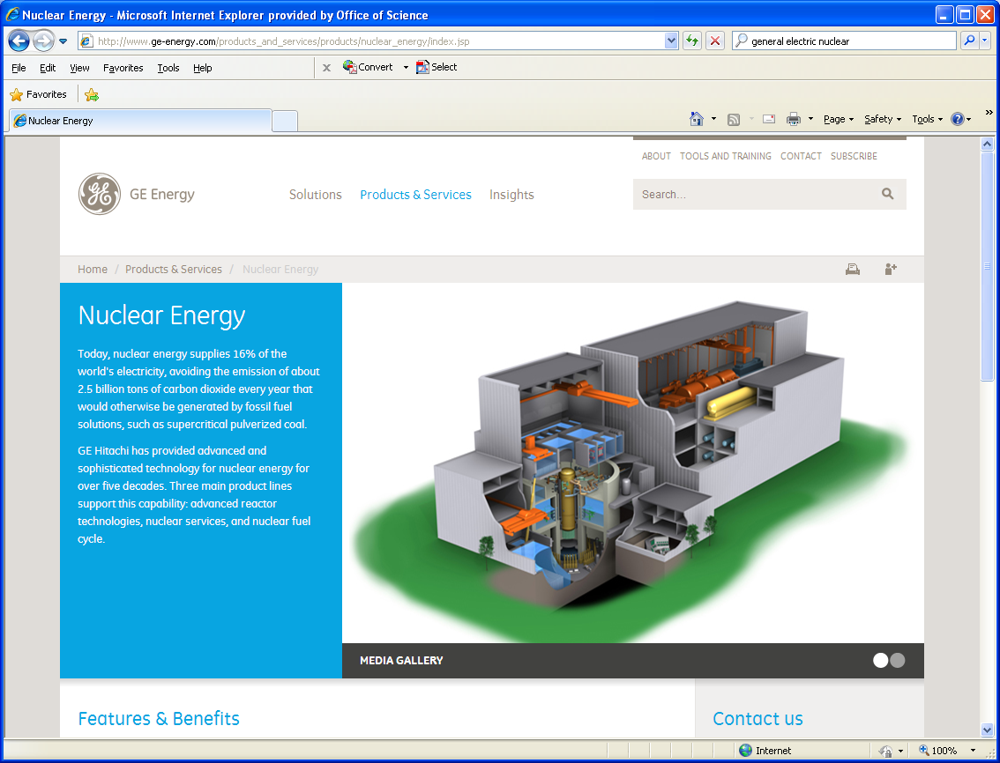 Nuclear Energy - Microsoft Internet Explorer provided by Office of Science
http://www.ge-energy.com/products_and_services/products/nuclear_energy/index.jsp
general electric nuclear
File Edit View Favorites Tools Help
Convert Select
Favorites
Nuclear Energy
Page Safety Tools
ABOUT TOOLS AND TRAINING CONTACT SUBSCRIBE
GE Energy
Solutions Products & Services Insights
Search...
Home / Products & Services / Nuclear Energy
Nuclear Energy
Today, nuclear energy supplies 16% of the
world's electricity, avoiding the emission of about
2.5 billion tons of carbon dioxide every year that
would otherwise be generated by fossil fuel
solutions, such as supercritical pulverized coal.
GE Hitachi has provided advanced and
sophisticated technology for nuclear energy for
over five decades. Three main product lines
support this capability: advanced reactor
technologies, nuclear services, and nuclear fuel
cycle.
MEDIA GALLERY
Features & Benefits
Contact us
Internet
100%